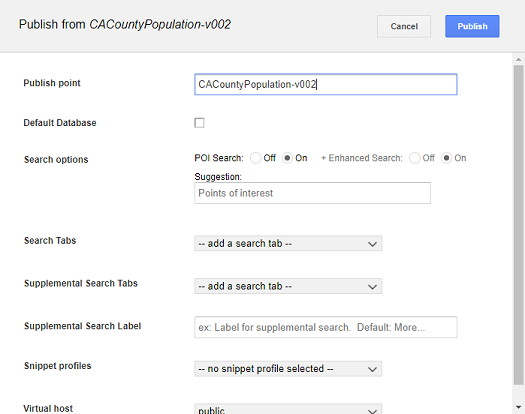 Publish from CACountyPopulation-v002
Cancel
Publish
Publish point
CACountyPopulation-v002
Default Database
Search options
POI Search: Off On + Enhanced Search: Off On
Suggestion:
Points of interest
Search Tabs
-- add a search tab --
Supplemental Search Tabs
-- add a search tab --
Supplemental Search Label
ex: Label for supplemental search. Default: More...
Snippet profiles
-- no snippet profile selected --
Virtual host
public